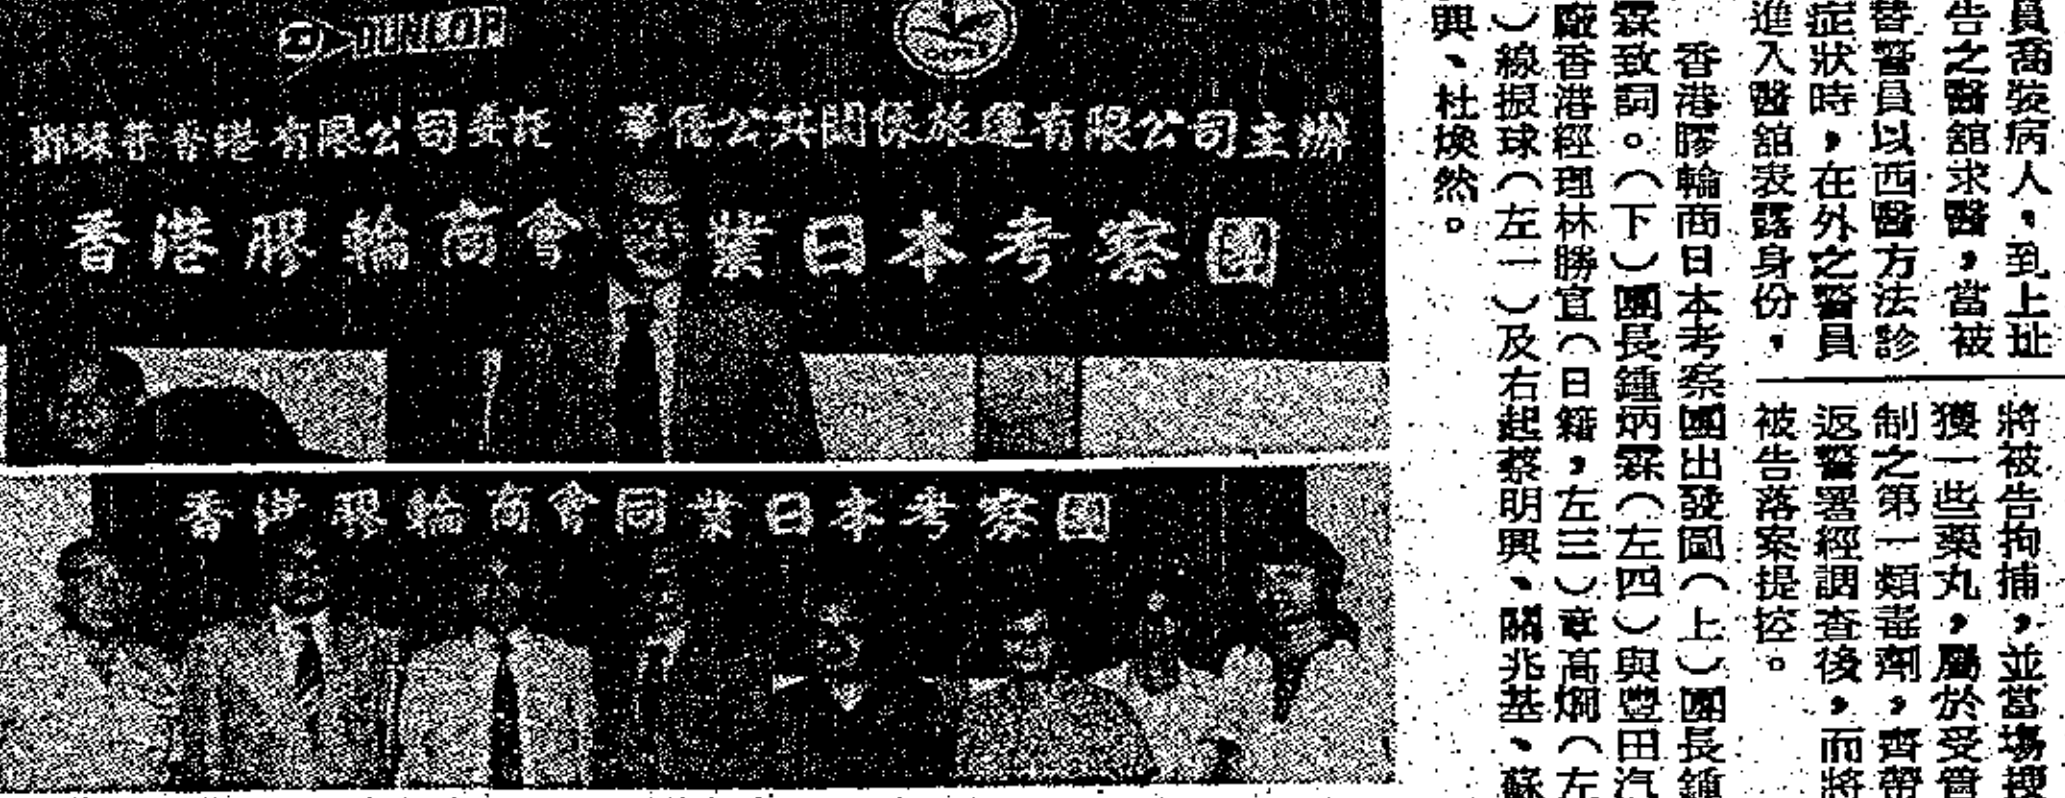 DUNLOP
鄧祿普香港有限公司委託
華僑公共關係旅運有限公司主辦
香港膠輪商會
業日本考察團
香港膠輪商會同業日本考察團
員喬裝病人，到上址
告之醫舘求醫，當被
替警員以西醫方法診
症狀時，在外之警員
進入醫舘表露身份，
將被告拘捕，並當場搜
獲一些藥丸，屬於受管
制之第一類毒劑，齊帶
返警署經調查後，而將
被告落案提控。
香港膠輪商日本考察團出發圖（上）團長鍾
霖致詞。（下）團長鍾炳霖（左四）與豐田汽
廠香港經理林勝宜（日籍，左三）章高烱（左
）線振球（左一）及右起蔡明興、關兆基、蘇
興、杜煥然。